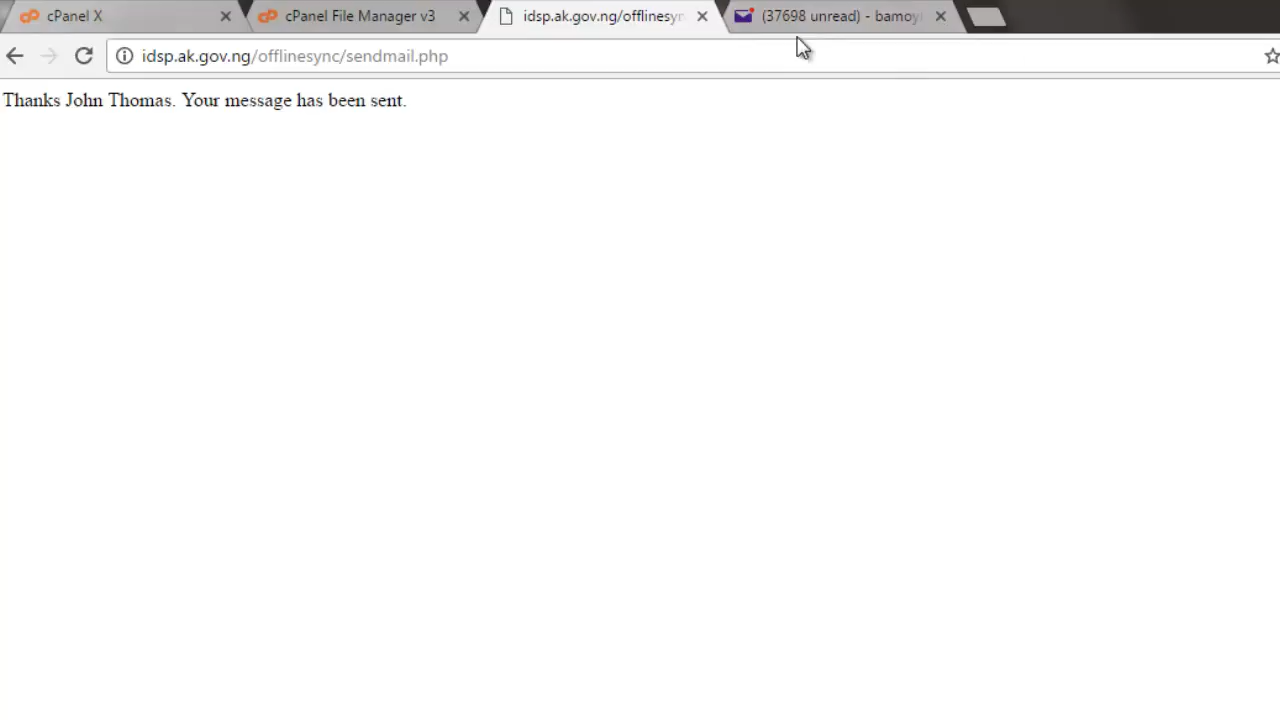 cPanel X
cPanel File Manager v3
idsp.ak.gov.ng/offlinesyn
(37698 unread) - bamoy
idsp.ak.gov.ng/offlinesync/sendmail.php
Thanks John Thomas. Your message has been sent.